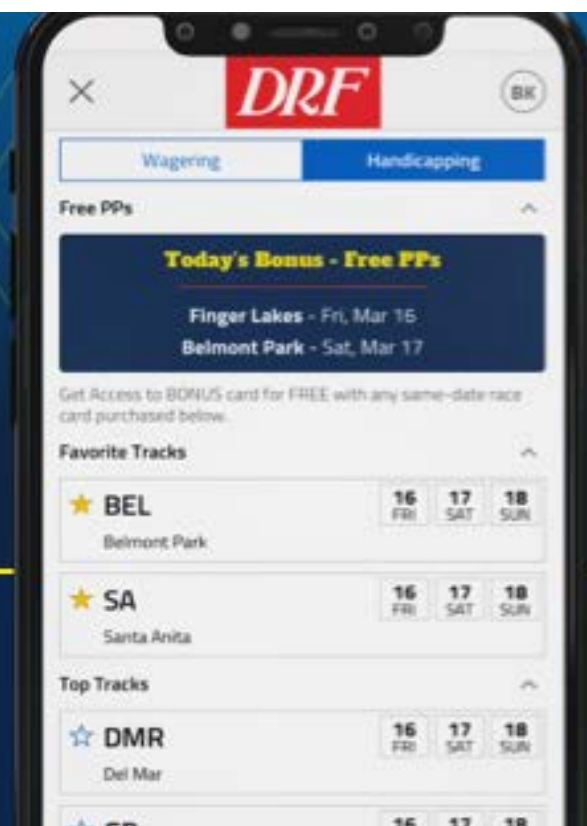 DRF
BK
Wagering
Handicapping
Free PPs
Today's Bonus - Free PPs
Finger Lakes - Fri, Mar 16
Belmont Park - Sat, Mar 17
Get Access to BONUS card for FREE with any same-date race
card purchased below.
Favorite Tracks
BEL
16 FRI 17 SAT 18 SUN
Belmont Park
SA
16 FRI 17 SAT 18 SUN
Santa Anita
Top Tracks
DMR
16 FRI 17 SAT 18 SUN
Del Mar
16 17 18